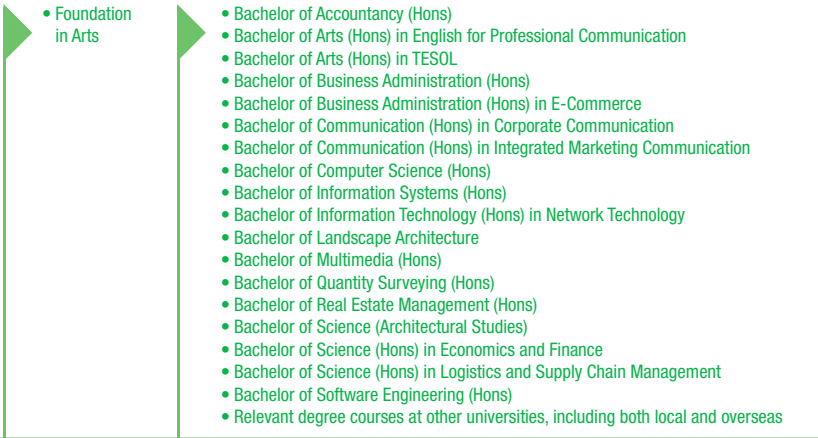 • Foundation
in Arts
• Bachelor of Accountancy (Hons)
• Bachelor of Arts (Hons) in English for Professional Communication
• Bachelor of Arts (Hons) in TESOL
• Bachelor of Business Administration (Hons)
• Bachelor of Business Administration (Hons) in E-Commerce
• Bachelor of Communication (Hons) in Corporate Communication
• Bachelor of Communication (Hons) in Integrated Marketing Communication
• Bachelor of Computer Science (Hons)
• Bachelor of Information Systems (Hons)
• Bachelor of Information Technology (Hons) in Network Technology
• Bachelor of Landscape Architecture
• Bachelor of Multimedia (Hons)
• Bachelor of Quantity Surveying (Hons)
• Bachelor of Real Estate Management (Hons)
• Bachelor of Science (Architectural Studies)
• Bachelor of Science (Hons) in Economics and Finance
• Bachelor of Science (Hons) in Logistics and Supply Chain Management
• Bachelor of Software Engineering (Hons)
• Relevant degree courses at other universities, including both local and overseas